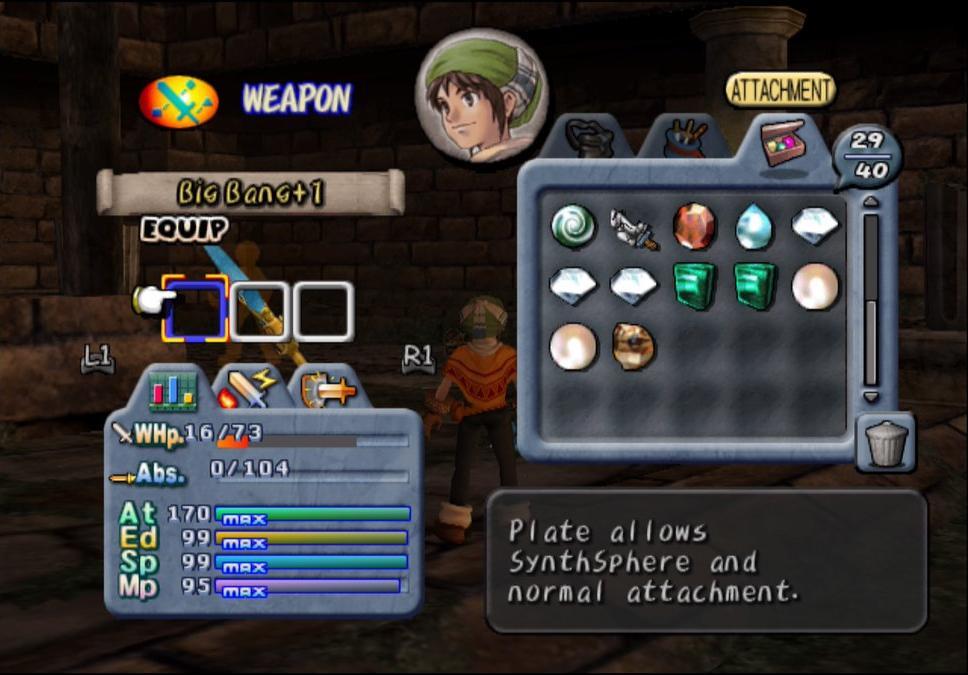 WEAPON
ATTACHMENT
29
40
Big Bang+1
EQUIP
L1
R1
WHp. 16/73
Abs. 0/104
At 170 max
Ed 99 max
Sp 99 max
Mp 95 max
Plate allows
SynthSphere and
normal attachment.